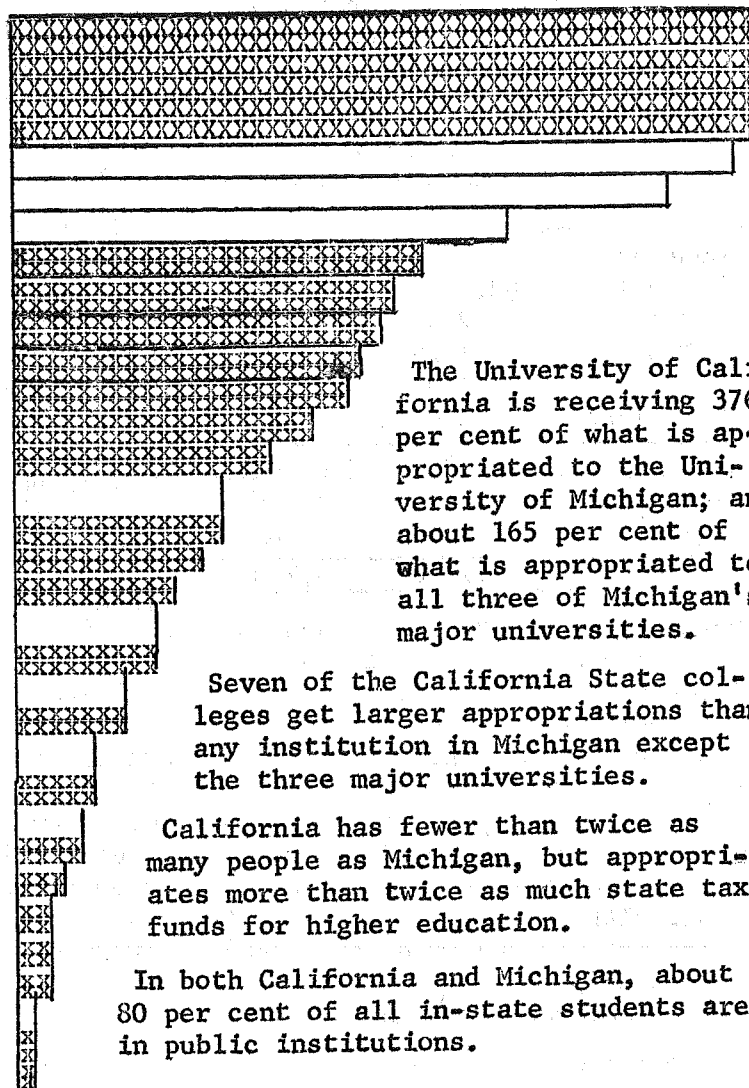 The University of Cali
fornia is receiving 376
per cent of what is ap-
propriated to the Uni-
versity of Michigan; an
about 165 per cent of
what is appropriated to
all three of Michigan's
major universities.
Seven of the California State col-
leges get larger appropriations than
any institution in Michigan except
the three major universities.
California has fewer than twice as
many people as Michigan, but appropri-
ates more than twice as much state tax
funds for higher education.
In both California and Michigan, about
80 per cent of all in-state students are
in public institutions.